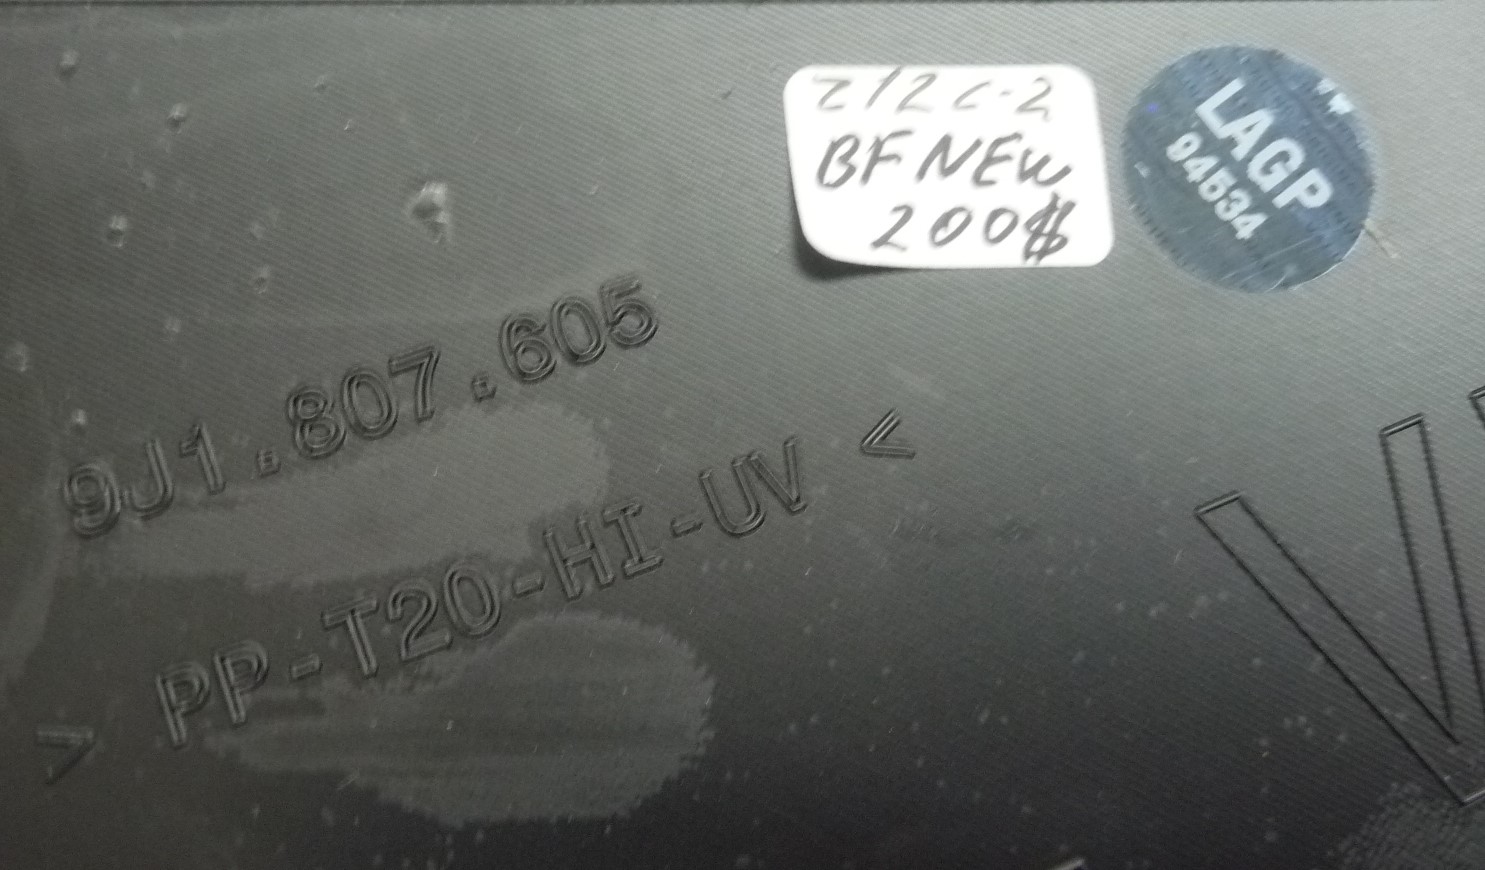 z12c-2
BF NEW
200$
LAGP
94534
9J1.807.605
> PP-T20-HI-UV <